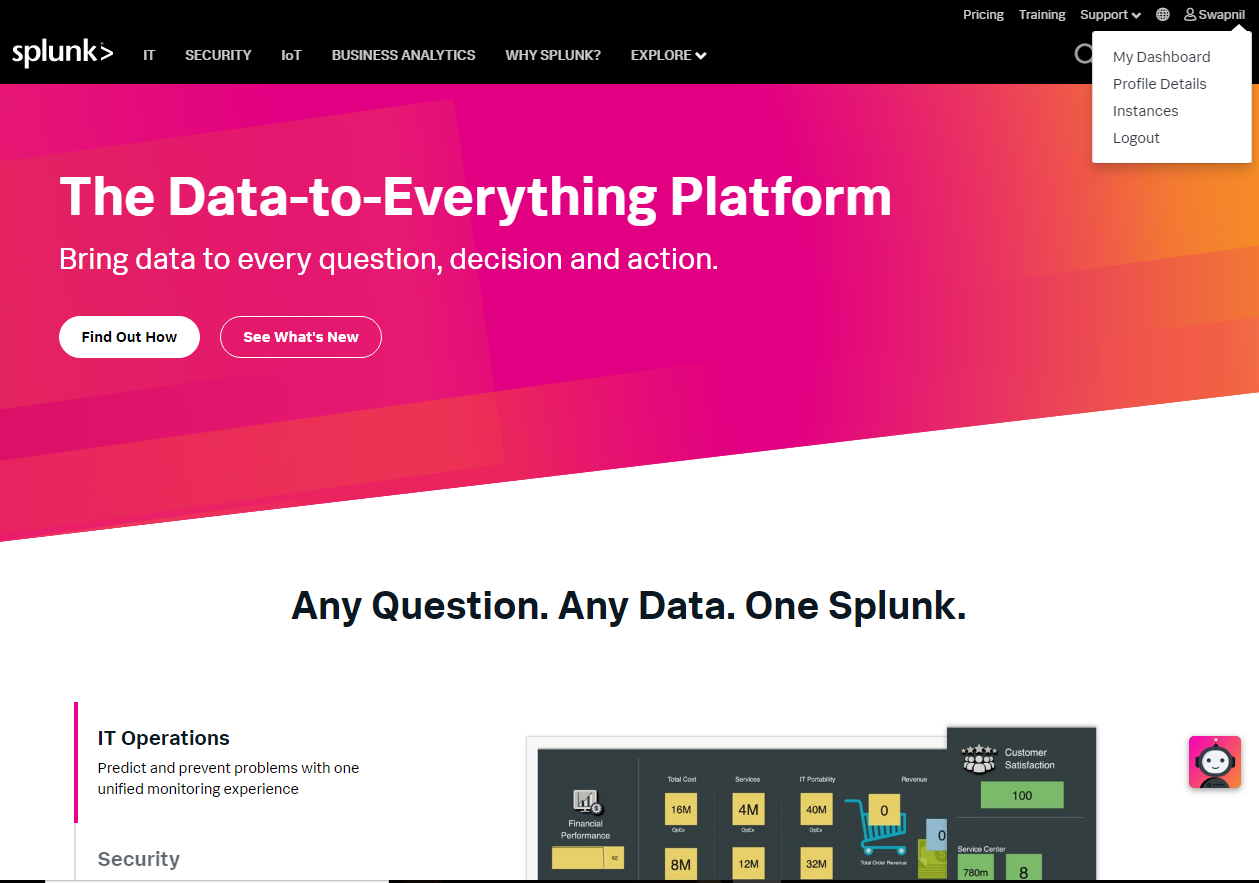 Pricing Training Support Swapnil
splunk> IT SECURITY IoT BUSINESS ANALYTICS WHY SPLUNK? EXPLORE
My Dashboard
Profile Details
Instances
Logout
The Data-to-Everything Platform
Bring data to every question, decision and action.
Find Out How See What's New
Any Question. Any Data. One Splunk.
IT Operations
Predict and prevent problems with one
unified monitoring experience
Security
Financial
Performance
62
Total Cost Services IT Portability Revenue
16M 4M 40M 0
OpEx OpEx OpEx
0
Total Order Revenue
8M 12M 32M
Customer
Satisfaction
100
Service Center
780m 8